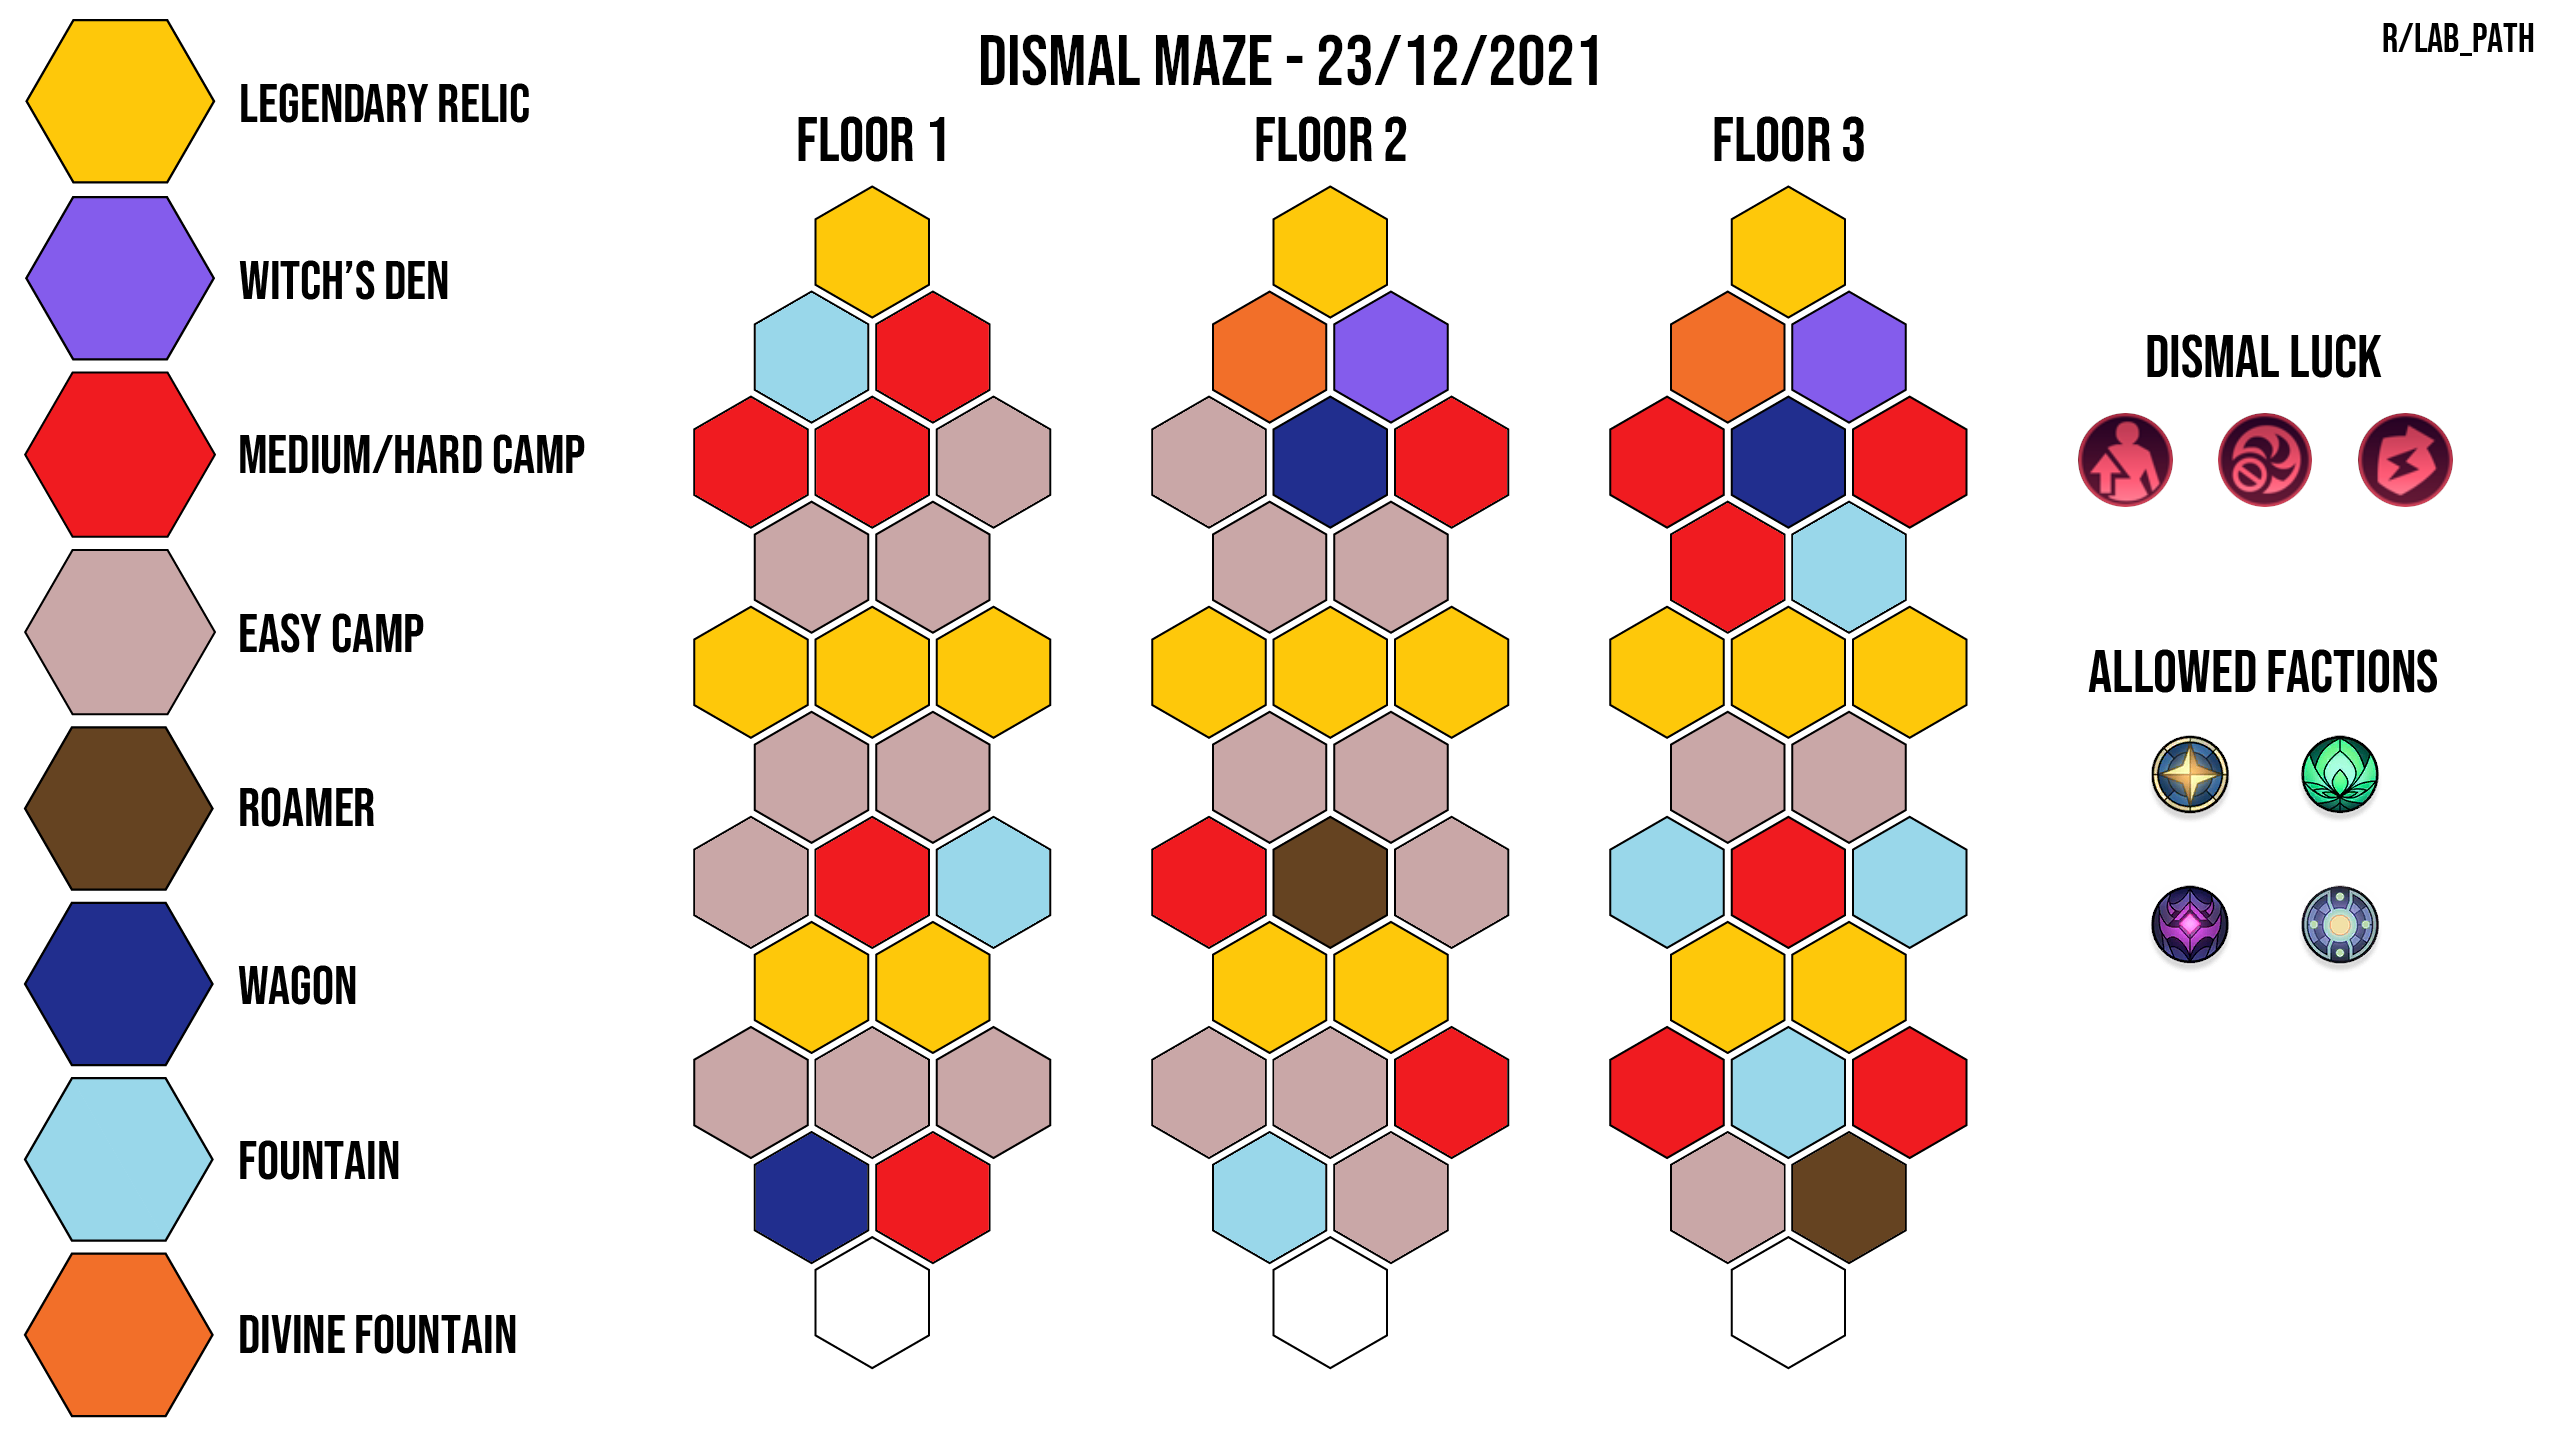 DISMAL MAZE - 23/12/2021
R/LAB_PATH
LEGENDARY RELIC
WITCH'S DEN
MEDIUM/HARD CAMP
EASY CAMP
ROAMER
WAGON
FOUNTAIN
DIVINE FOUNTAIN
FLOOR 1
FLOOR 2
FLOOR 3
DISMAL LUCK
ALLOWED FACTIONS